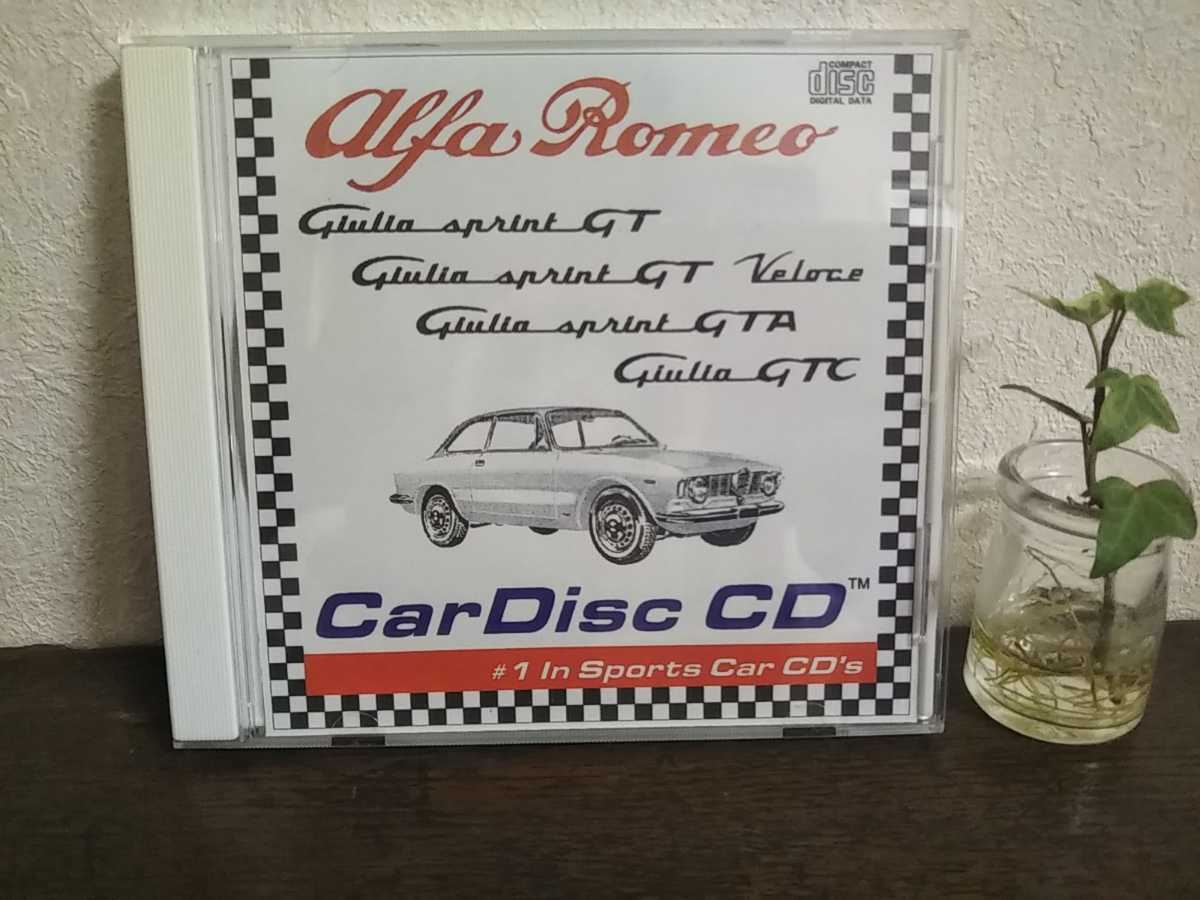 COMPACT
disc
DIGITAL DATA
Alfa Romeo
Giulia sprint GT
Giulia sprint GT Veloce
Giulia sprint GTA
Giulia GTC
CarDisc CD™
#1 In Sports Car CD's